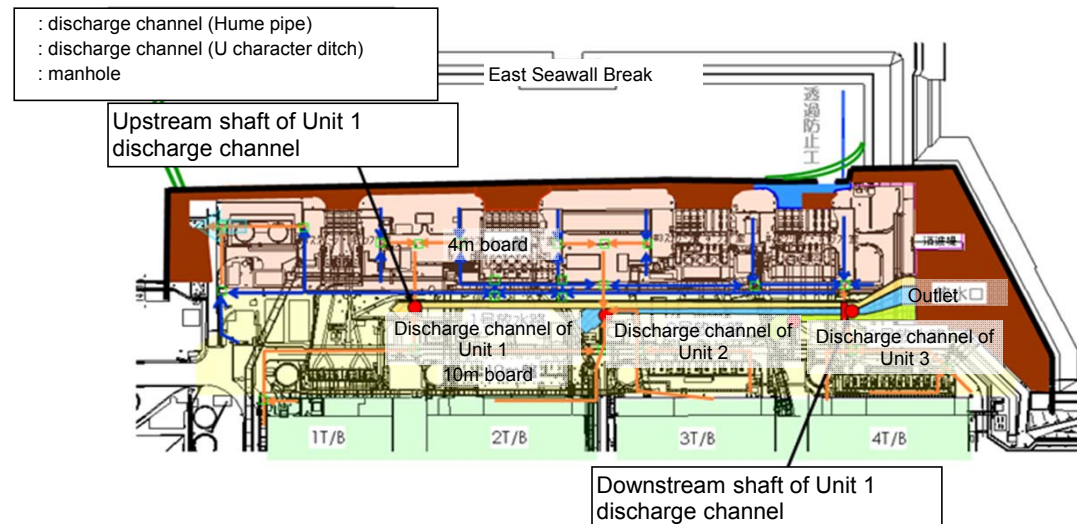 : discharge channel (Hume pipe)
: discharge channel (U character ditch)
: manhole
East Seawall Break
透過防止工
Upstream shaft of Unit 1
discharge channel
4m board
Outlet
Discharge channel of
Unit 1
Discharge channel of
Unit 2
Discharge channel of
Unit 3
10m board
1T/B
2T/B
3T/B
4T/B
Downstream shaft of Unit 1
discharge channel